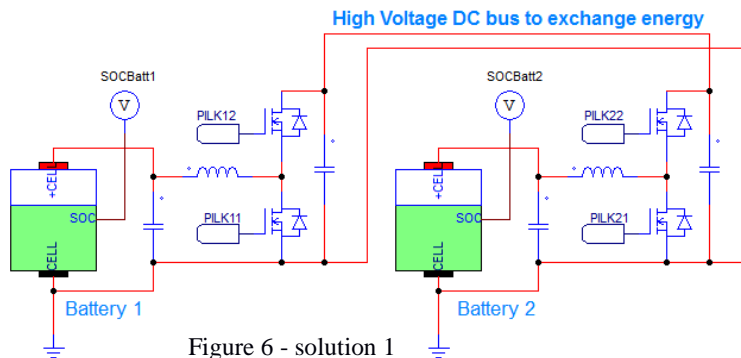 High Voltage DC bus to exchange energy
SOCBatt1
V
PILK12
+CELL
SOC
PILK11
CELL
Battery 1
SOCBatt2
V
PILK22
+CELL
SOC
PILK21
CELL
Battery 2
Figure 6 - solution 1